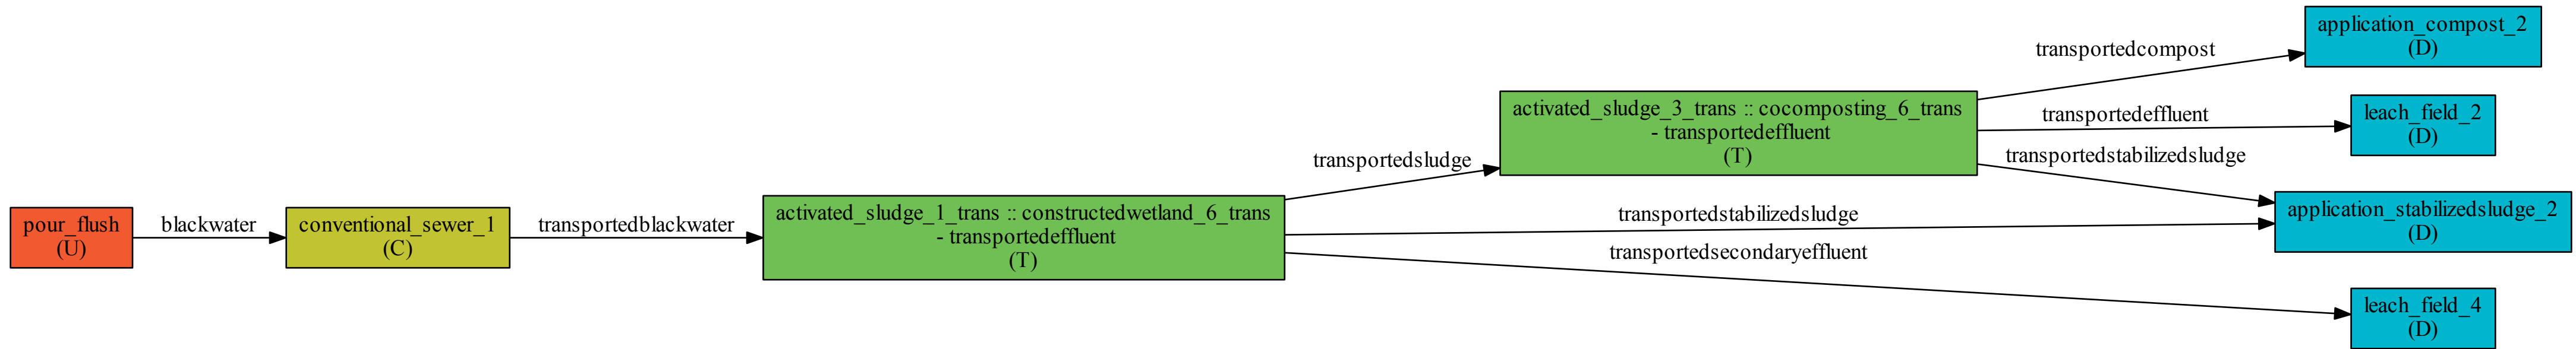 pour_flush
(U)
blackwater
conventional_sewer_1
(C)
transportedblackwater
activated_sludge_1_trans :: constructedwetland_6_trans
- transportedeffluent
(T)
transportedsludge
transportedstabilizedsludge
transportedsecondaryeffluent
activated_sludge_3_trans :: cocomposting_6_trans
- transportedeffluent
(T)
transportedcompost
transportedeffluent
transportedstabilizedsludge
application_compost_2
(D)
leach_field_2
(D)
application_stabilizedsludge_2
(D)
leach_field_4
(D)